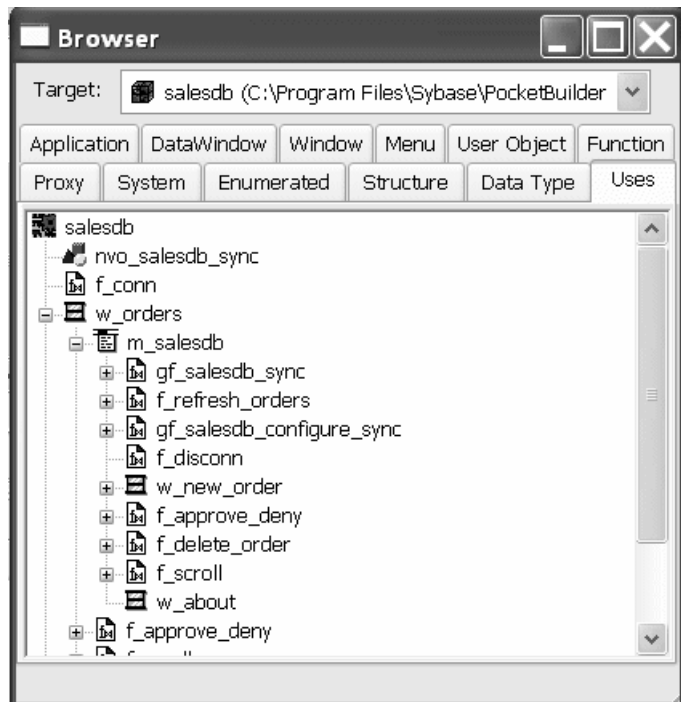 Browser
Target: salesdb (C:\Program Files\Sybase\PocketBuilder
Application DataWindow Window Menu User Object Function
Proxy System Enumerated Structure Data Type Uses
salesdb
nvo_salesdb_sync
f_conn
w_orders
m_salesdb
gf_salesdb_sync
f_refresh_orders
gf_salesdb_configure_sync
f_disconn
w_new_order
f_approve_deny
f_delete_order
f_scroll
w_about
f_approve_deny